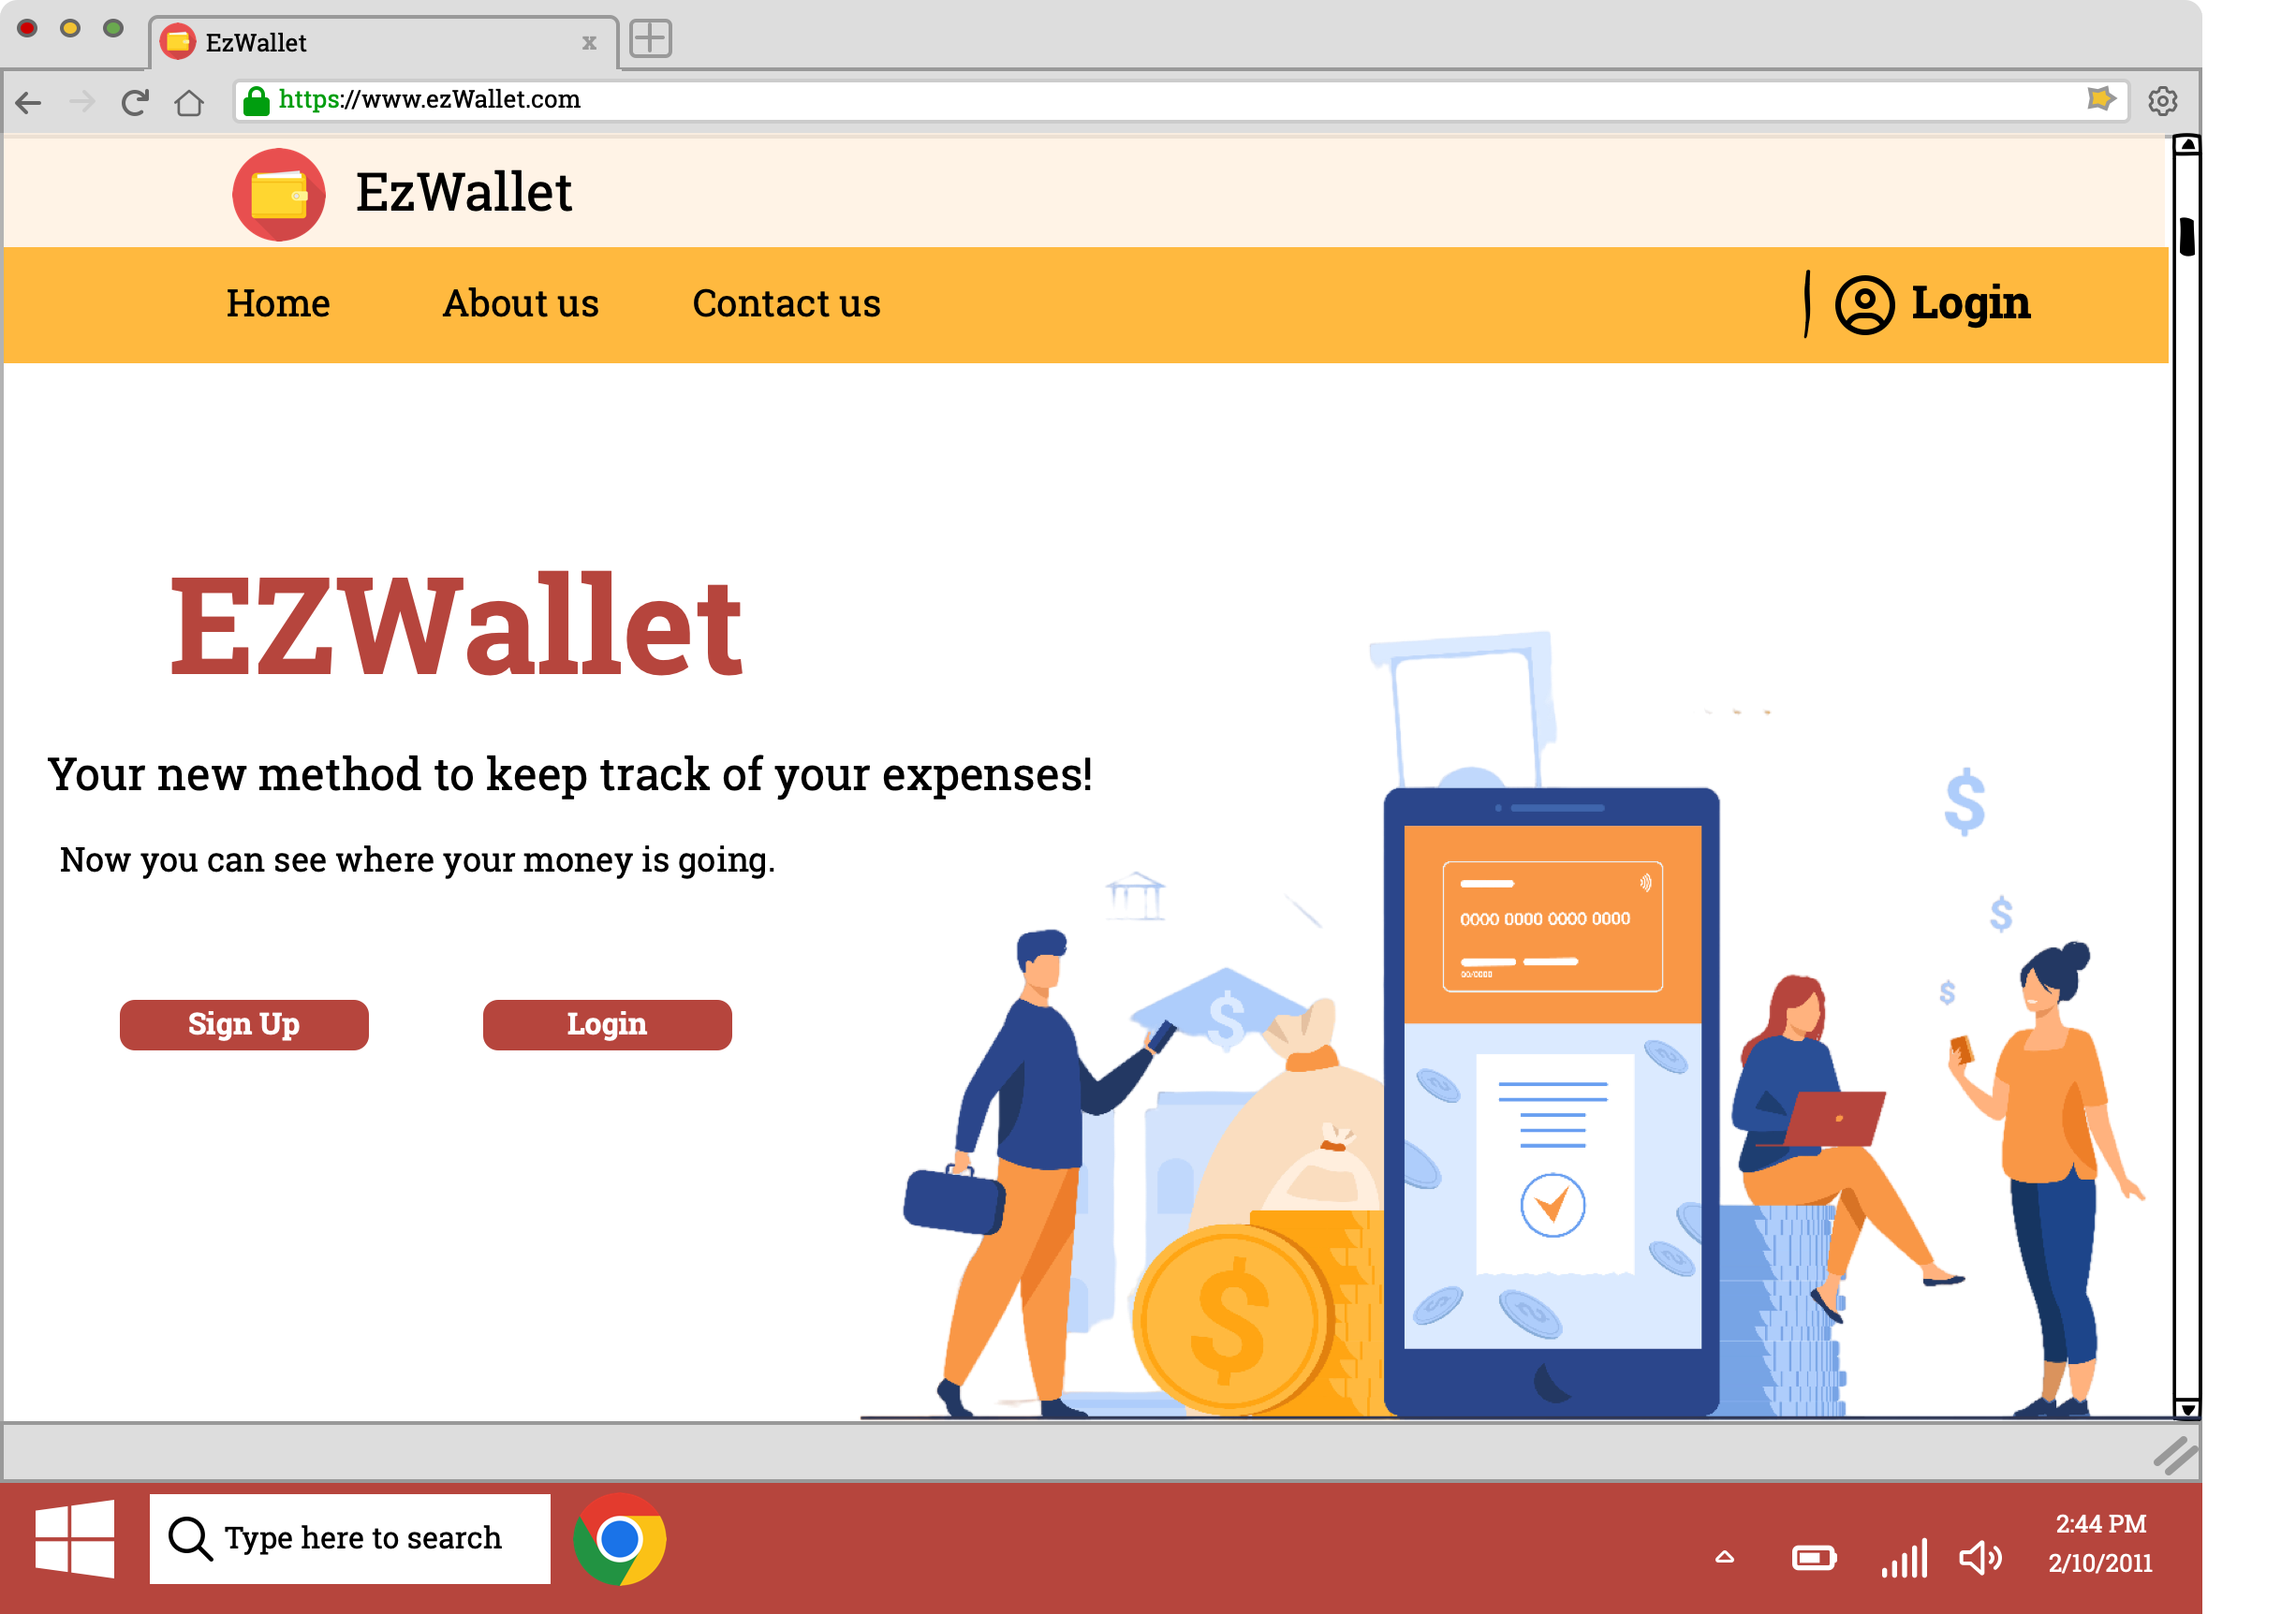 EzWallet x
https://www.ezWallet.com
EzWallet
Home About us Contact us Login
EZWallet
Your new method to keep track of your expenses!
Now you can see where your money is going.
Sign Up Login
0000 0000 0000 0000
$
$
$
$
$
Type here to search
2:44 PM
2/10/2011